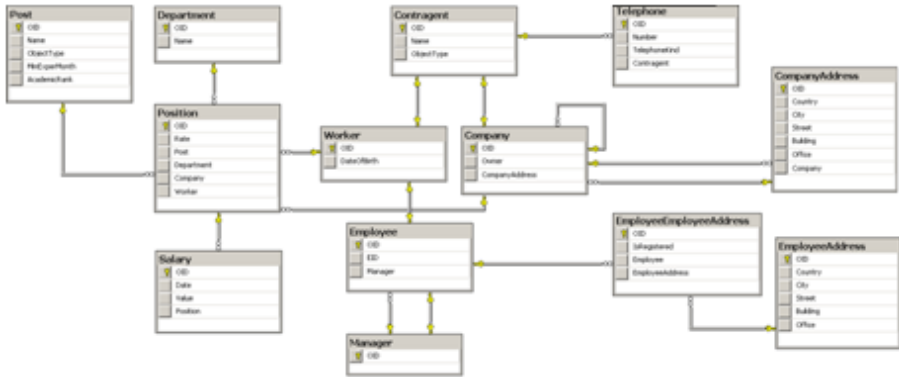 Post
OID
Name
ObjectType
MinExperMonth
AcademicRank
Department
OID
Name
Contragent
OID
Name
ObjectType
Telephone
OID
Number
TelephoneKind
Contragent
CompanyAddress
OID
Country
City
Street
Building
Office
Company
Position
OID
Rate
Post
Department
Company
Worker
Worker
OID
DateOfBirth
Company
OID
Owner
CompanyAddress
Salary
OID
Date
Value
Position
Employee
OID
EID
Manager
EmployeeEmployeeAddress
OID
IsRegistered
Employee
EmployeeAddress
EmployeeAddress
OID
Country
City
Street
Building
Office
Manager
OID